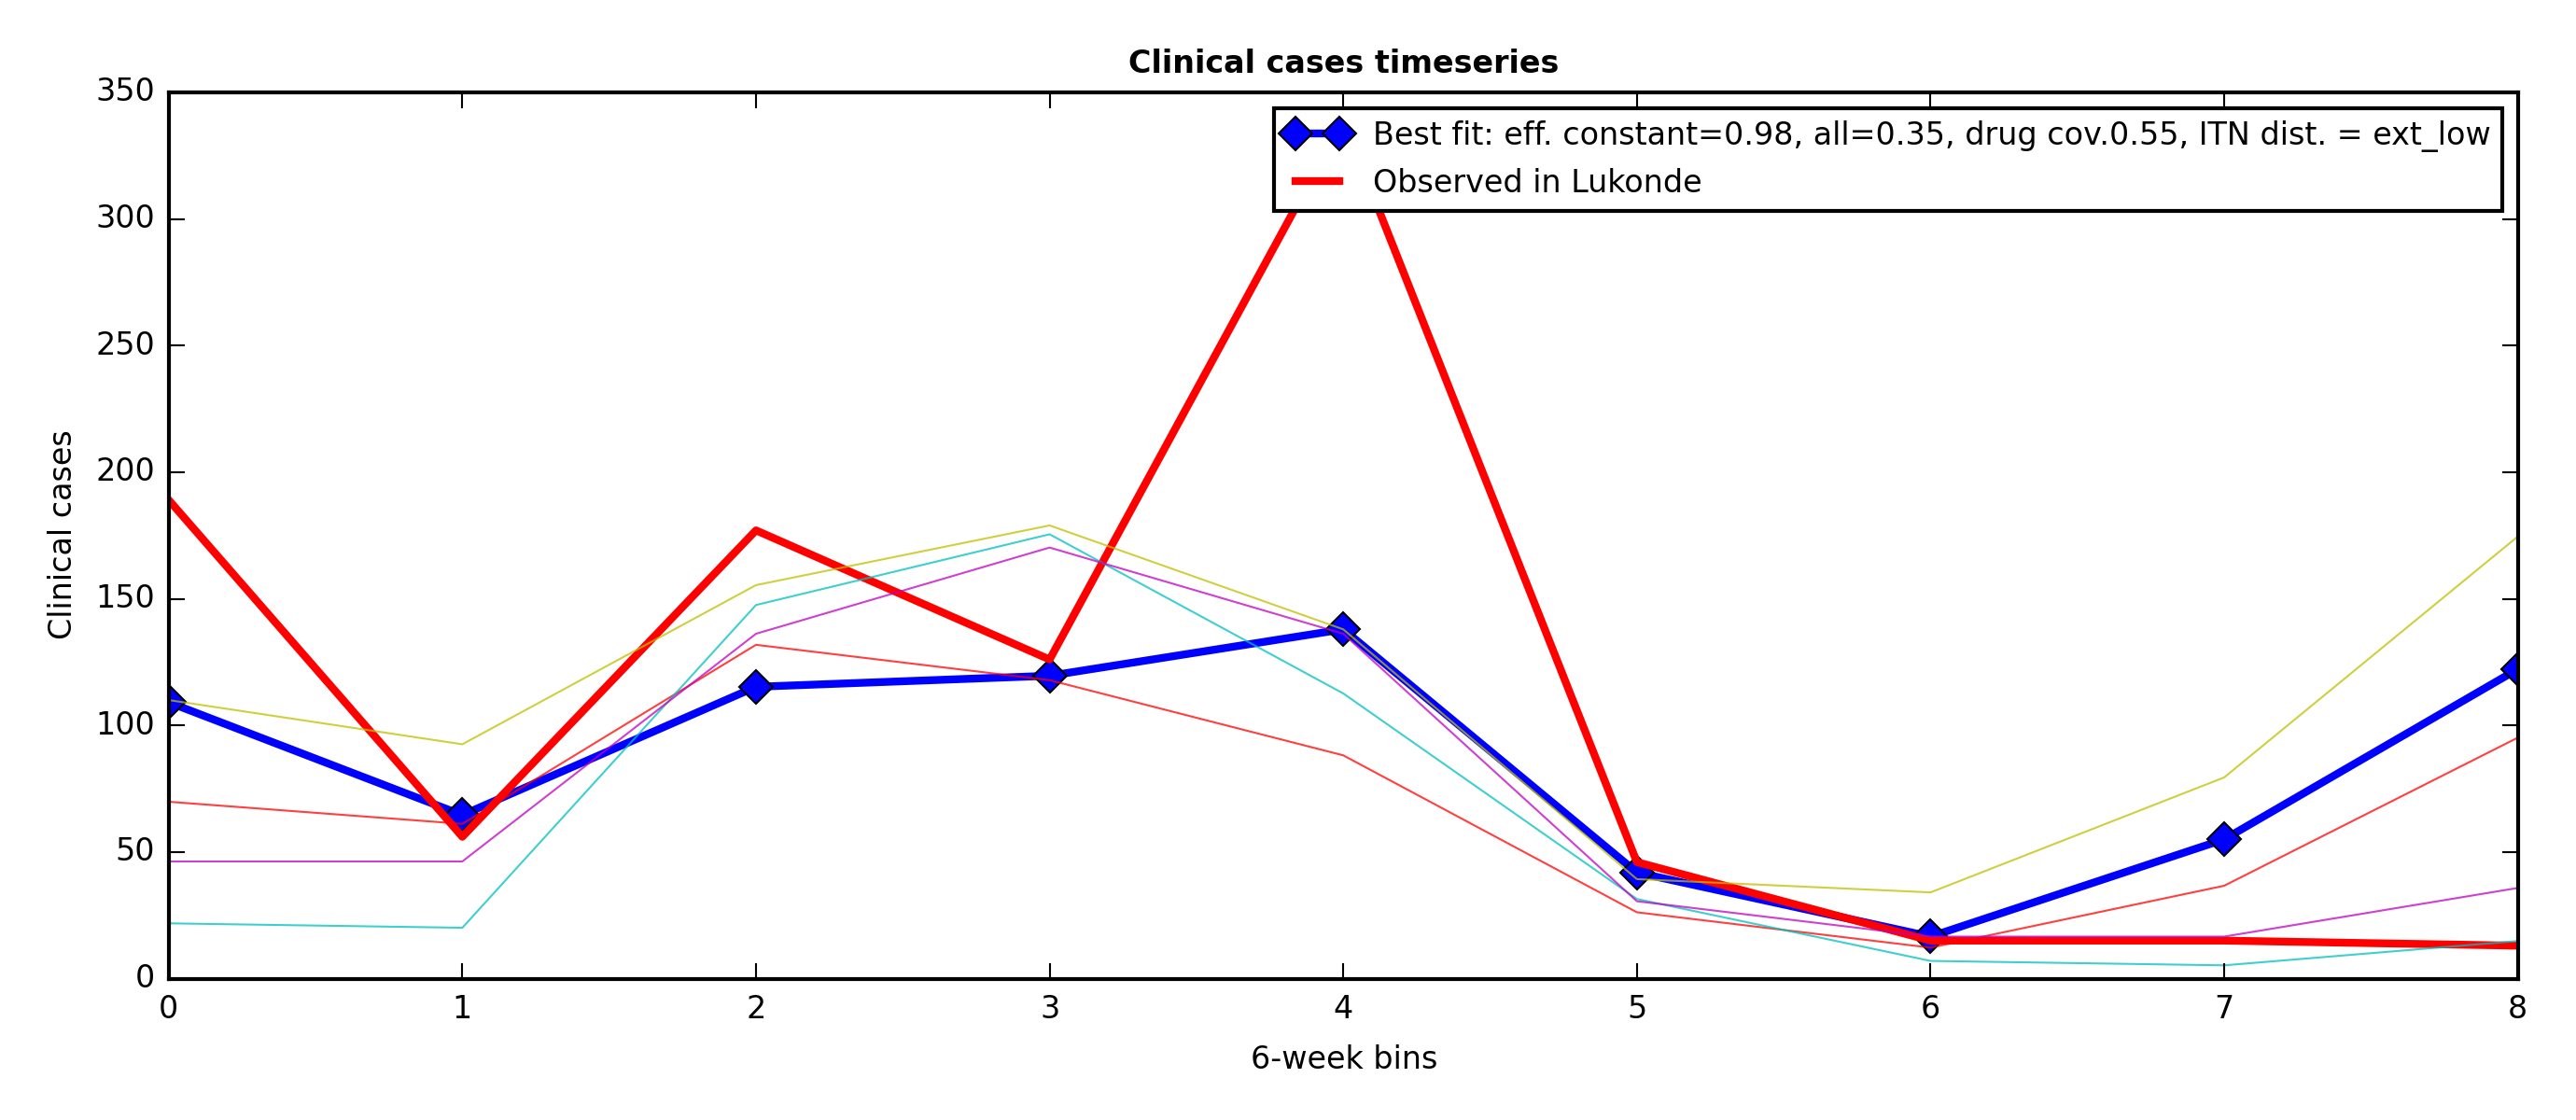 Clinical cases timeseries
350
300
250
200
150
100
50
0
Clinical cases
Best fit: eff. constant=0.98, all=0.35, drug cov.0.55, ITN dist. = ext_low
Observed in Lukonde
0 1 2 3 4 5 6 7 8
6-week bins